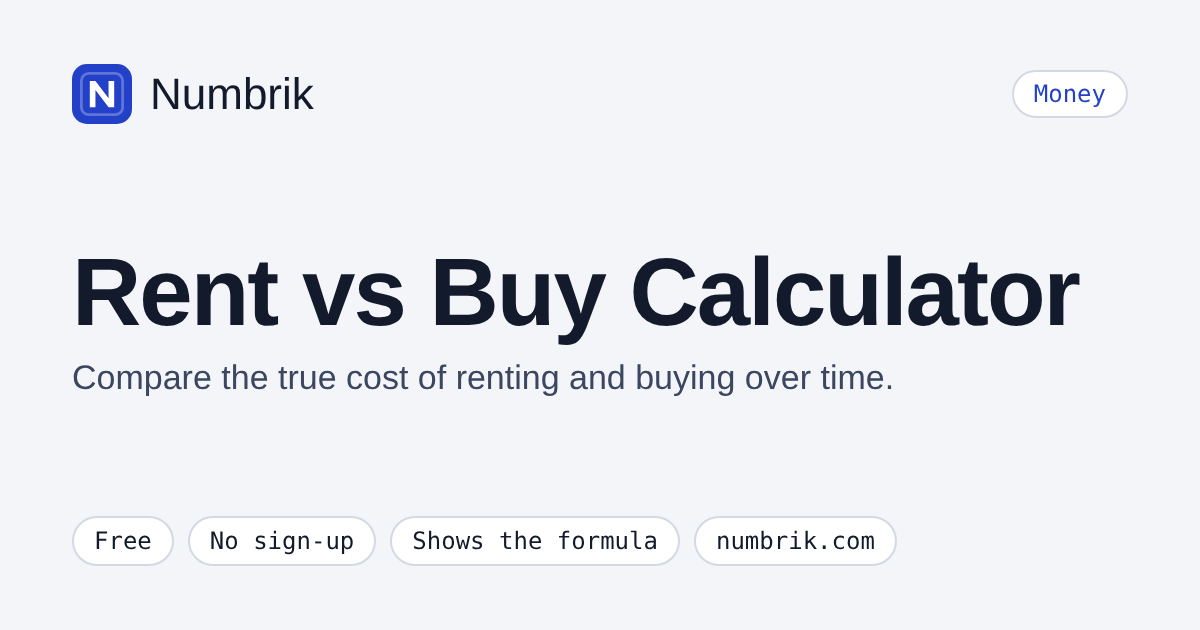 N Numbrik
Money
Rent vs Buy Calculator
Compare the true cost of renting and buying over time.
Free
No sign-up
Shows the formula
numbrik.com